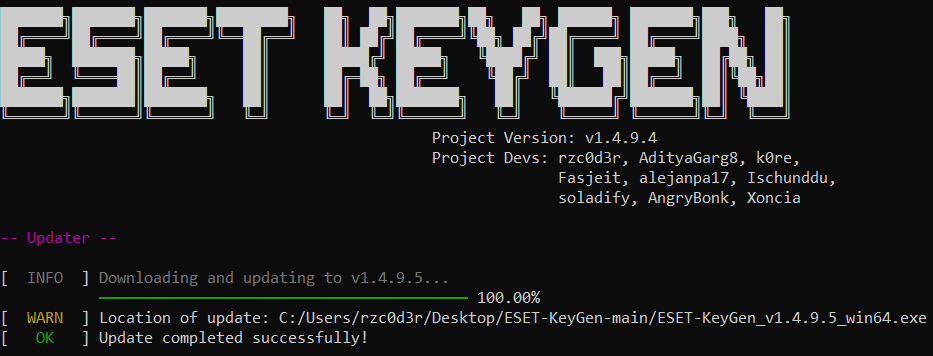 ESET KEYGEN
Project Version: v1.4.9.4
Project Devs: rzc0d3r, AdityaGarg8, k0re,
Fasjeit, alejanpa17, Ischunddu,
soladify, AngryBonk, Xoncia
-- Updater --
[  INFO  ] Downloading and updating to v1.4.9.5...
100.00%
[  WARN  ] Location of update: C:/Users/rzc0d3r/Desktop/ESET-KeyGen-main/ESET-KeyGen_v1.4.9.5_win64.exe
[   OK   ] Update completed successfully!